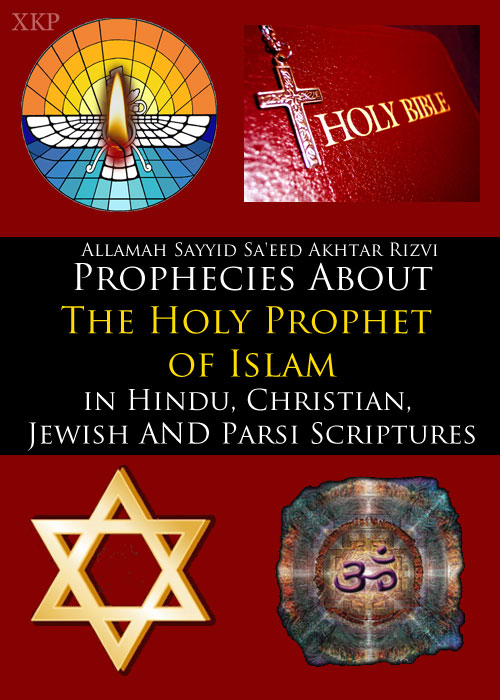 XKP
HOLY BIBLE
Allamah Sayyid Sa'eed Akhtar Rizvi
Prophecies About
The Holy Prophet
of Islam
in Hindu, Christian,
Jewish AND Parsi Scriptures
ॐ